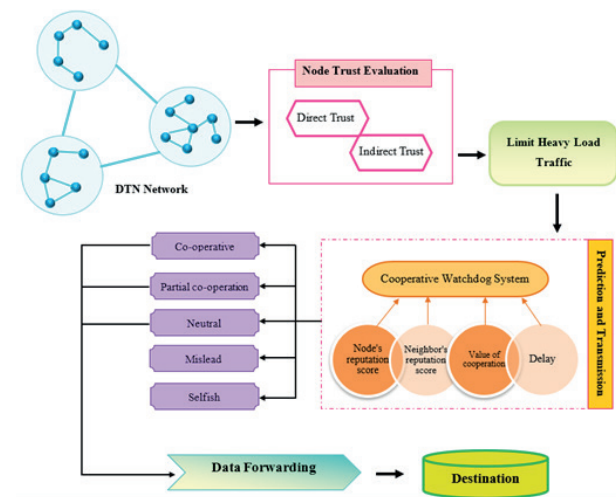 DTN Network
Node Trust Evaluation
Direct Trust
Indirect Trust
Limit Heavy Load
Traffic
Prediction and Transmission
Cooperative Watchdog System
Node's
reputation
score
Neighbor's
reputation
score
Value of
cooperation
Delay
Co-operative
Partial co-operation
Neutral
Mislead
Selfish
Data Forwarding
Destination